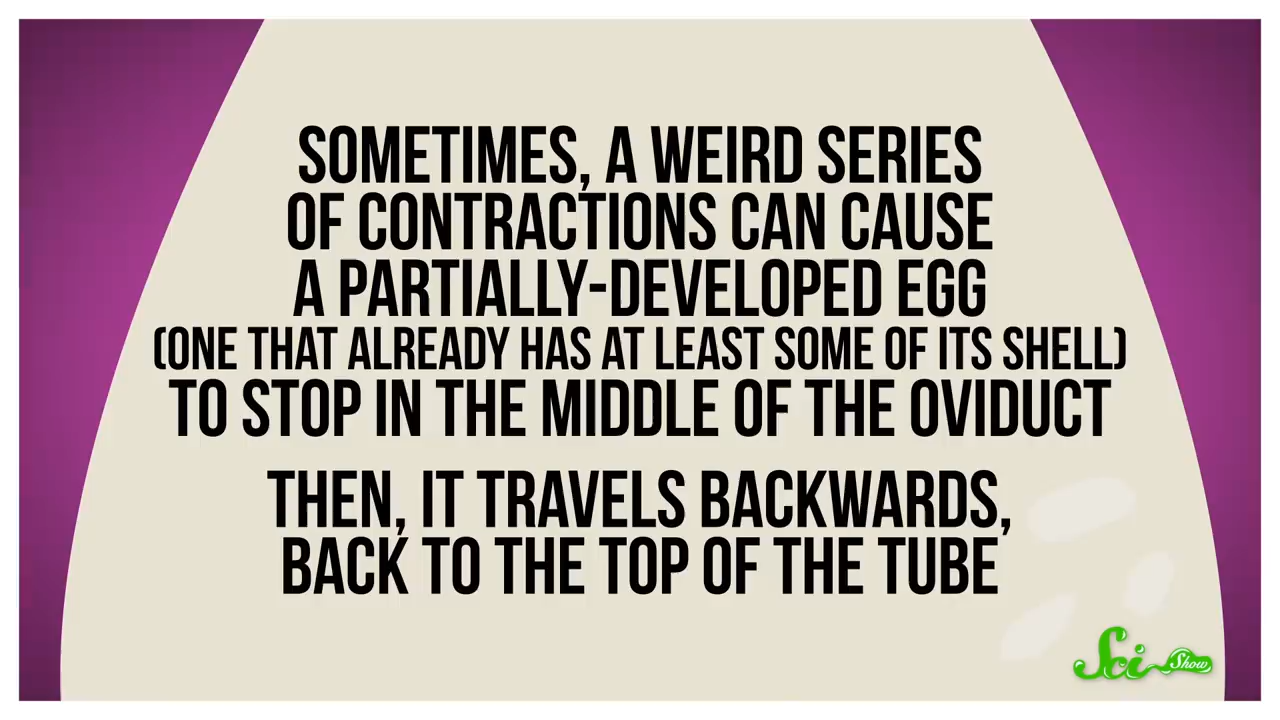 SOMETIMES, A WEIRD SERIES
OF CONTRACTIONS CAN CAUSE
A PARTIALLY-DEVELOPED EGG
(ONE THAT ALREADY HAS AT LEAST SOME OF ITS SHELL)
TO STOP IN THE MIDDLE OF THE OVIDUCT
THEN, IT TRAVELS BACKWARDS,
BACK TO THE TOP OF THE TUBE
Sci Show